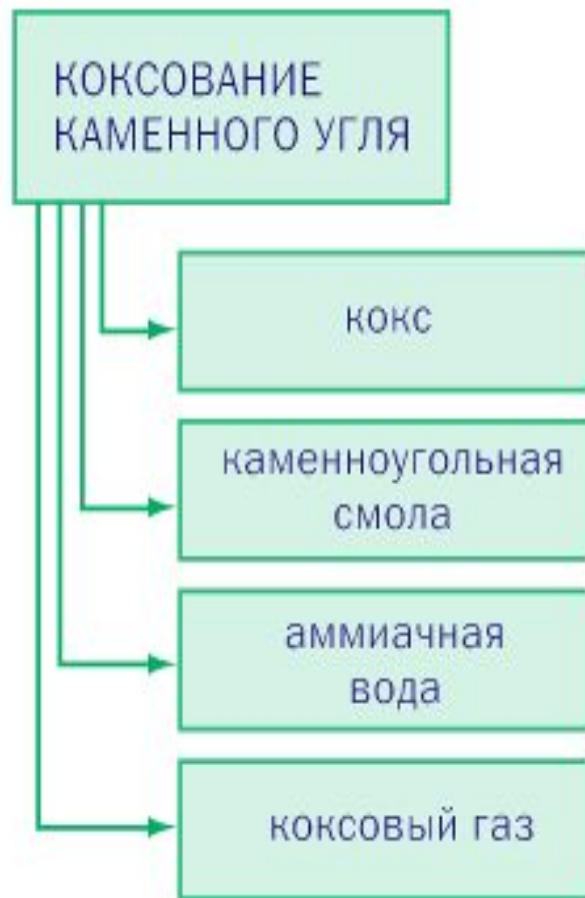 КОКСОВАНИЕ
КАМЕННОГО УГЛЯ
кокс
каменноугольная
смола
аммиачная
вода
коксовый газ